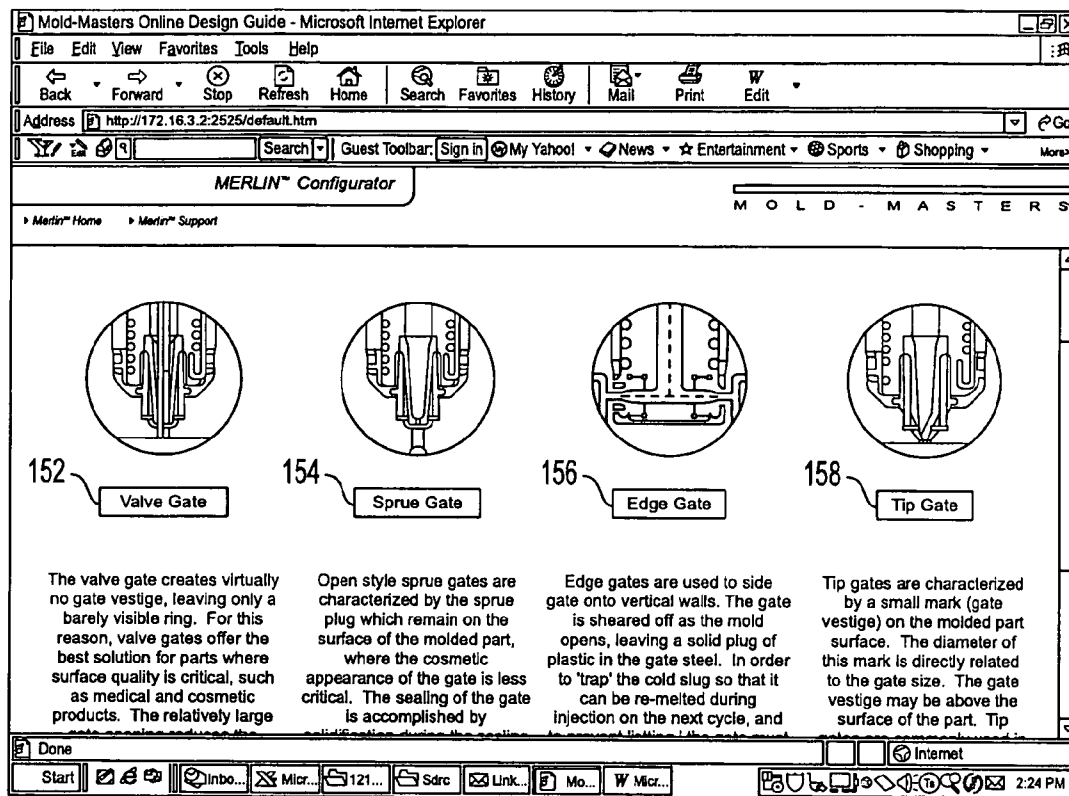 Mold-Masters Online Design Guide - Microsoft Internet Explorer
File Edit View Favorites Tools Help
Back Forward Stop Refresh Home Search Favorites History Mail Print Edit
Address http://172.16.3.2:2525/default.htm Go
Search Guest Toolbar: Sign in My Yahoo! News Entertainment Sports Shopping More>
MERLIN™ Configurator
MOLD-MASTERS
Merlin™ Home Merlin™ Support
152 Valve Gate
154 Sprue Gate
156 Edge Gate
158 Tip Gate
The valve gate creates virtually
no gate vestige, leaving only a
barely visible ring. For this
reason, valve gates offer the
best solution for parts where
surface quality is critical, such
as medical and cosmetic
products. The relatively large
Open style sprue gates are
characterized by the sprue
plug which remain on the
surface of the molded part,
where the cosmetic
appearance of the gate is less
critical. The sealing of the gate
is accomplished by
Edge gates are used to side
gate onto vertical walls. The gate
is sheared off as the mold
opens, leaving a solid plug of
plastic in the gate steel. In order
to 'trap' the cold slug so that it
can be re-melted during
injection on the next cycle, and
Tip gates are characterized
by a small mark (gate
vestige) on the molded part
surface. The diameter of
this mark is directly related
to the gate size. The gate
vestige may be above the
surface of the part. Tip
Done Internet
Start Inbo... Micr... 121... Sdrc Link... Mo... W Micr... 2:24 PM